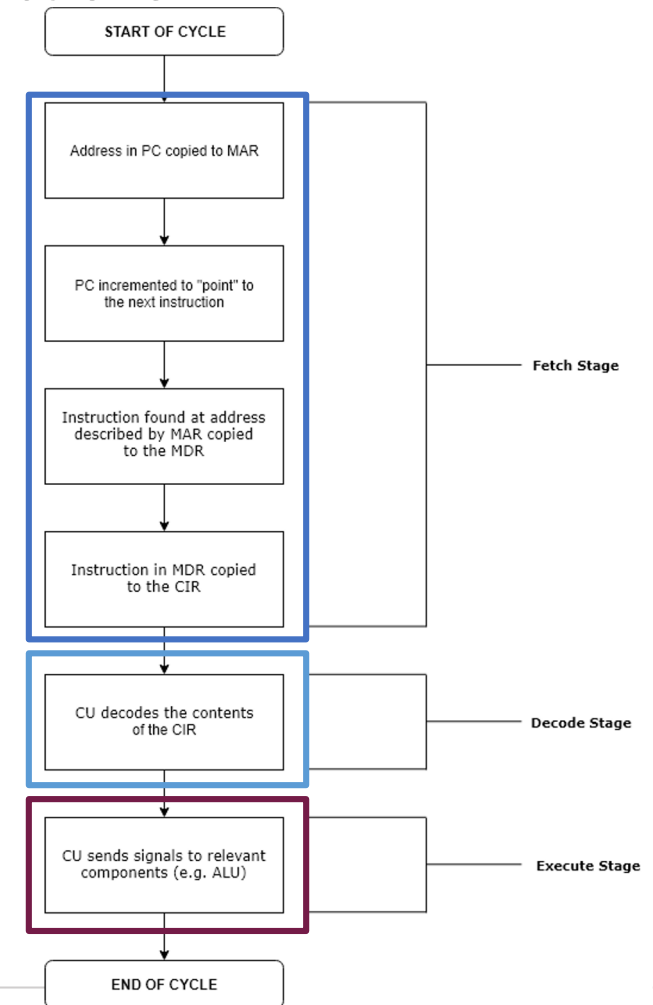 START OF CYCLE
Address in PC copied to MAR
PC incremented to "point" to
the next instruction
Instruction found at address
described by MAR copied
to the MDR
Instruction in MDR copied
to the CIR
Fetch Stage
CU decodes the contents
of the CIR
Decode Stage
CU sends signals to relevant
components (e.g. ALU)
Execute Stage
END OF CYCLE